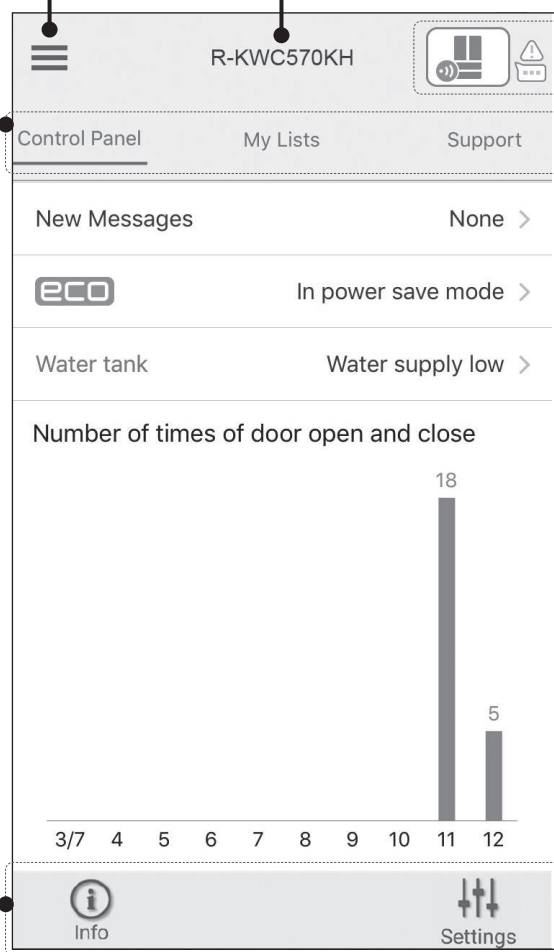 R-KWC570KH
Control Panel My Lists Support
New Messages None
eco In power save mode
Water tank Water supply low
Number of times of door open and close
18
5
3/7 4 5 6 7 8 9 10 11 12
Info Settings